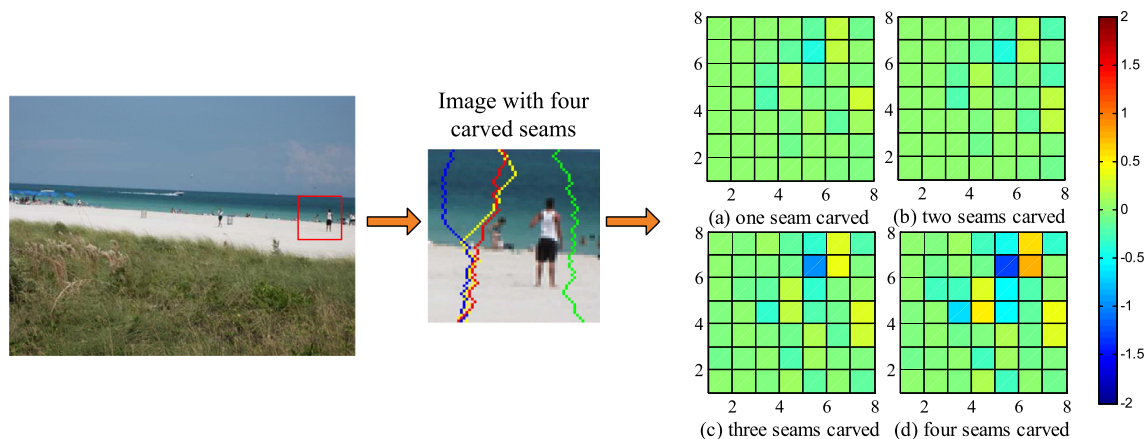 Image with four
carved seams
8
6
4
2
2 4 6 8
(a) one seam carved
8
6
4
2
2 4 6 8
(b) two seams carved
8
6
4
2
2 4 6 8
(c) three seams carved
8
6
4
2
2 4 6 8
(d) four seams carved
2
1.5
1
0.5
0
-0.5
-1
-1.5
-2